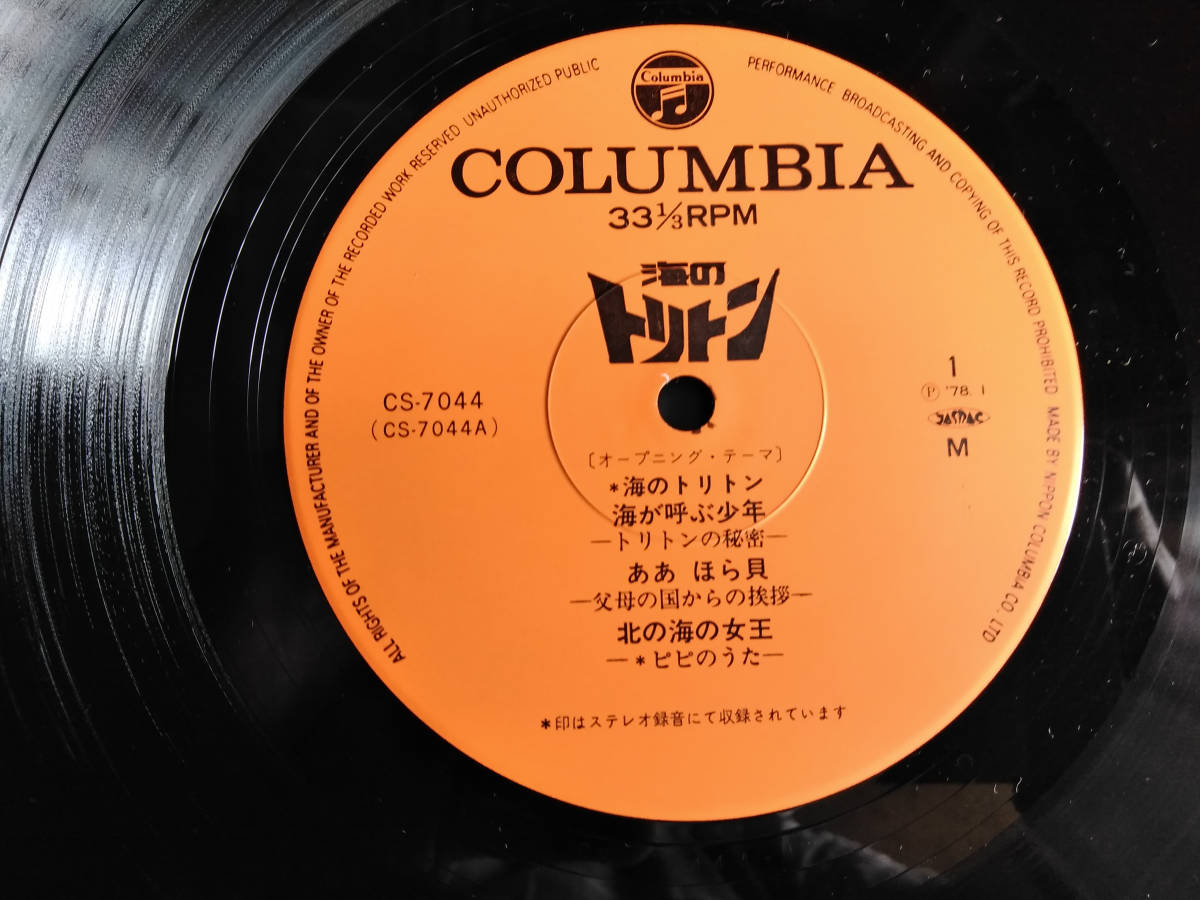 Columbia
COLUMBIA
33⅓RPM
海の
トリトン
CS-7044
(CS-7044A)
1
Ⓟ '78. 1
JASRAC
M
〔オープニング・テーマ〕
*海のトリトン
海が呼ぶ少年
—トリトンの秘密—
ああ ほら貝
—父母の国からの挨拶—
北の海の女王
—*ピピのうた—
*印はステレオ録音にて収録されています
ALL RIGHTS OF THE MANUFACTURER AND OF THE OWNER OF THE RECORDED WORK RESERVED UNAUTHORIZED PUBLIC PERFORMANCE BROADCASTING AND COPYING OF THIS RECORD PROHIBITED MADE BY NIPPON COLUMBIA CO., LTD